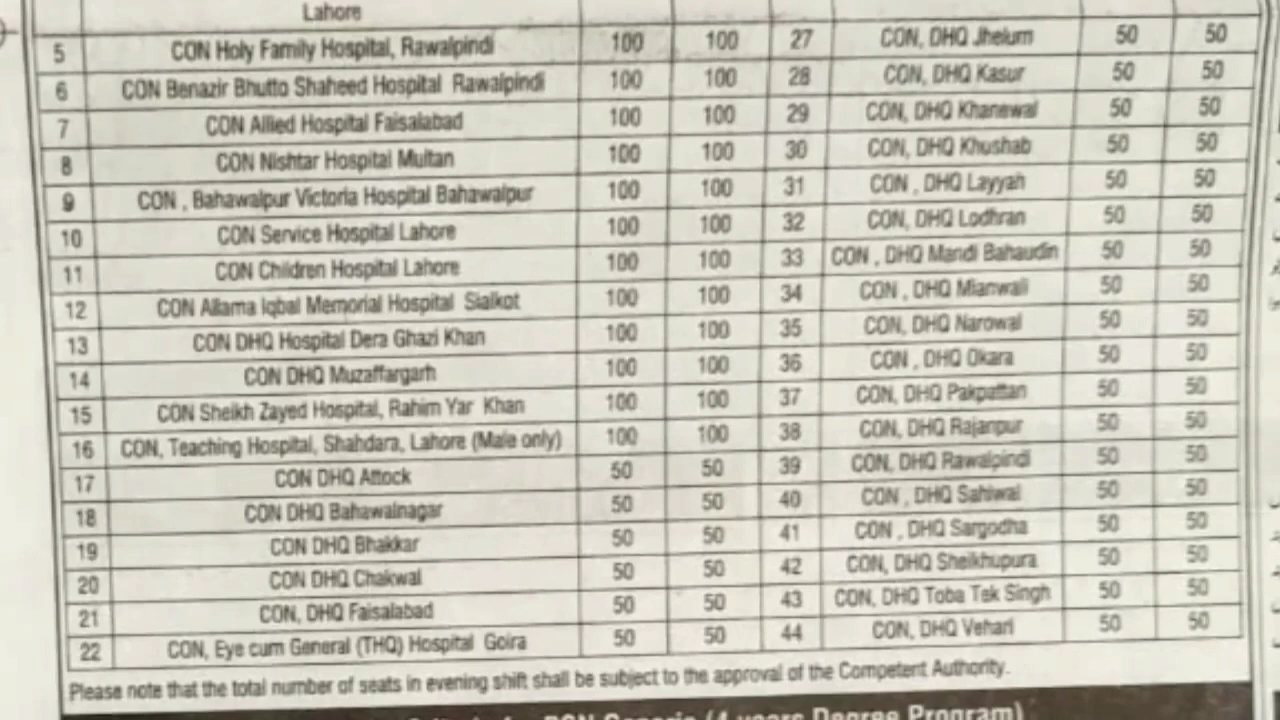 Lahore
5 CON Holy Family Hospital, Rawalpindi 100 100 27 CON, DHQ Jhelum 50 50
6 CON Benazir Bhutto Shaheed Hospital Rawalpindi 100 100 28 CON, DHQ Kasur 50 50
7 CON Allied Hospital Faisalabad 100 100 29 CON, DHQ Khanewal 50 50
8 CON Nishtar Hospital Multan 100 100 30 CON, DHQ Khushab 50 50
9 CON , Bahawalpur Victoria Hospital Bahawalpur 100 100 31 CON , DHQ Layyah 50 50
10 CON Service Hospital Lahore 100 100 32 CON, DHQ Lodhran 50 50
11 CON Children Hospital Lahore 100 100 33 CON , DHQ Mandi Bahaudin 50 50
12 CON Allama Iqbal Memorial Hospital Sialkot 100 100 34 CON , DHQ Mianwali 50 50
13 CON DHQ Hospital Dera Ghazi Khan 100 100 35 CON, DHQ Narowal 50 50
14 CON DHQ Muzaffargarh 100 100 36 CON , DHQ Okara 50 50
15 CON Sheikh Zayed Hospital, Rahim Yar Khan 100 100 37 CON, DHQ Pakpattan 50 50
16 CON, Teaching Hospital, Shahdara, Lahore (Male only) 100 100 38 CON, DHQ Rajanpur 50 50
17 CON DHQ Attock 50 50 39 CON, DHQ Rawalpindi 50 50
18 CON DHQ Bahawalnagar 50 50 40 CON , DHQ Sahiwal 50 50
19 CON DHQ Bhakkar 50 50 41 CON , DHQ Sargodha 50 50
20 CON DHQ Chakwal 50 50 42 CON, DHQ Sheikhupura 50 50
21 CON, DHQ Faisalabad 50 50 43 CON, DHQ Toba Tek Singh 50 50
22 CON, Eye cum General (THQ) Hospital Gojra 50 50 44 CON, DHQ Vehari 50 50
Please note that the total number of seats in evening shift shall be subject to the approval of the Competent Authority.
(4 years Degree Program)